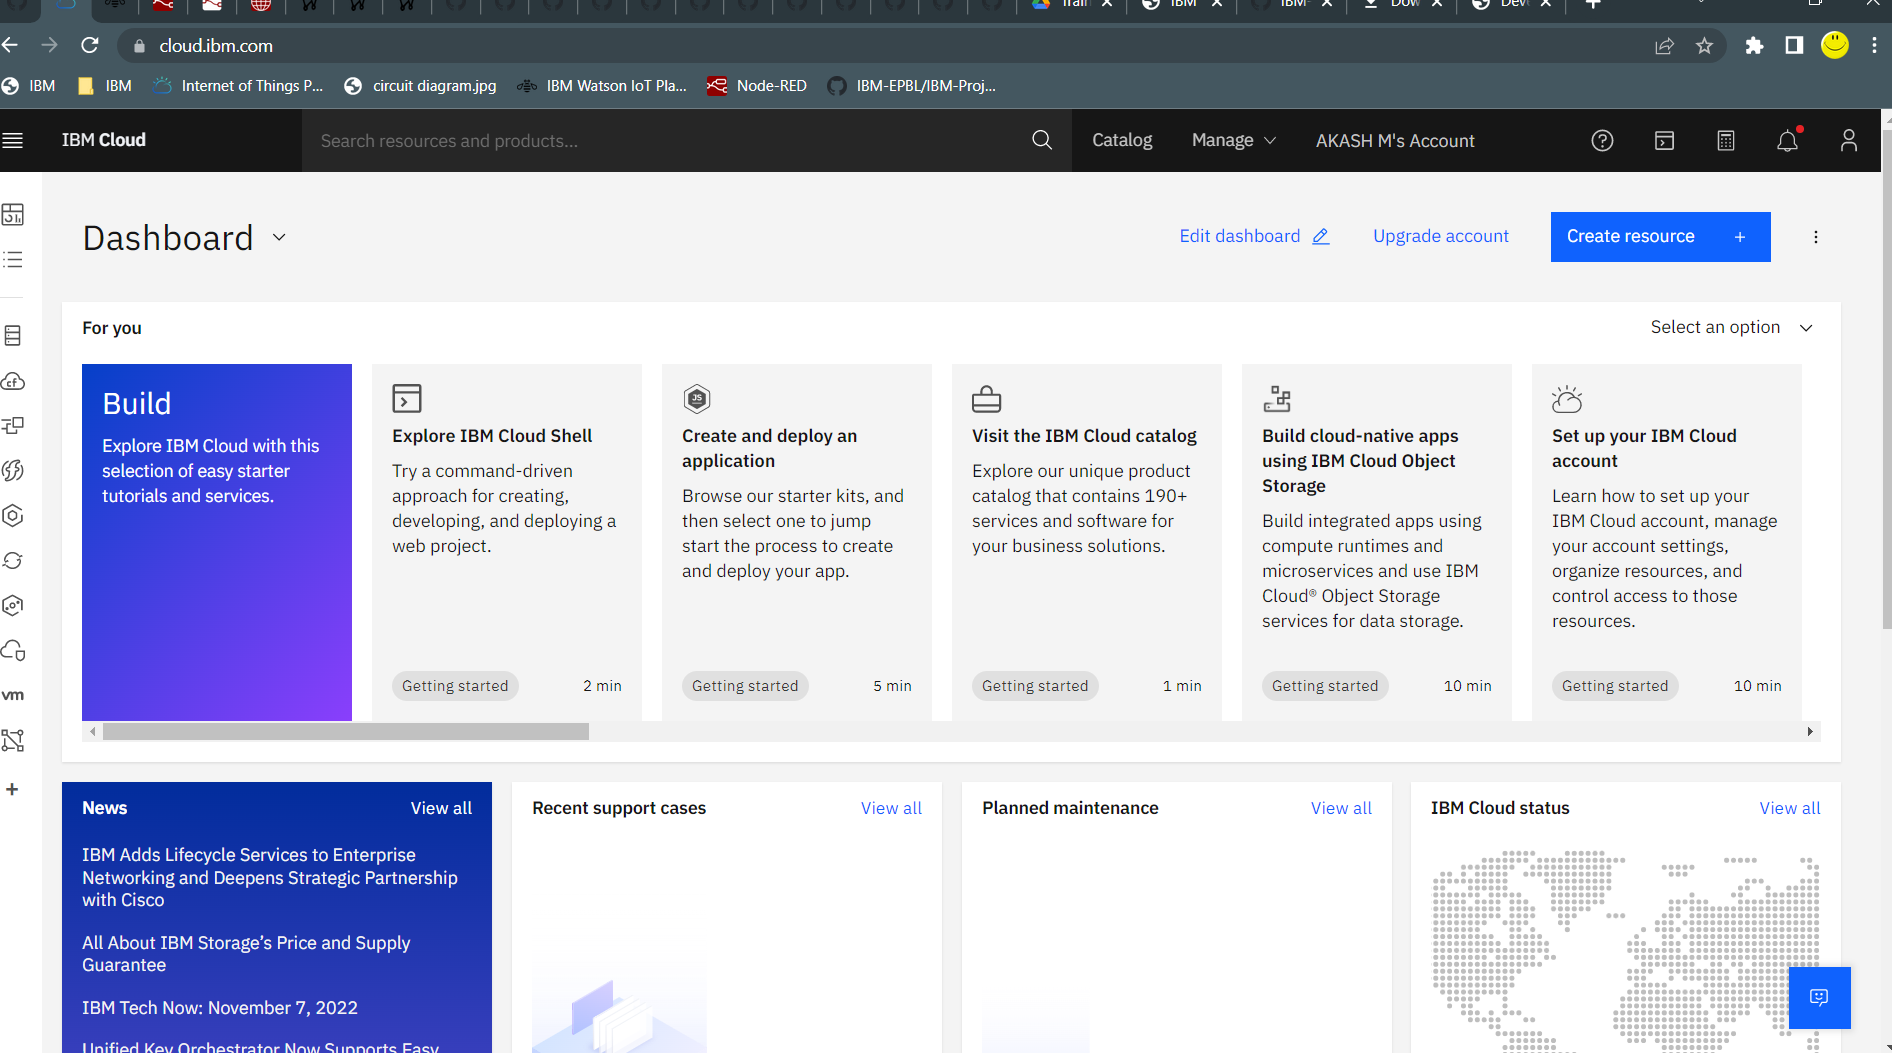 Train
IBM
IBM-
Dow
Dev
cloud.ibm.com
IBM
IBM
Internet of Things P...
circuit diagram.jpg
IBM Watson IoT Pla...
Node-RED
IBM-EPBL/IBM-Proj...
IBM Cloud
Search resources and products...
Catalog
Manage
AKASH M's Account
Dashboard
Edit dashboard
Upgrade account
Create resource +
For you
Select an option
Build
Explore IBM Cloud with this
selection of easy starter
tutorials and services.
Explore IBM Cloud Shell
Try a command-driven
approach for creating,
developing, and deploying a
web project.
Getting started
2 min
JS
Create and deploy an
application
Browse our starter kits, and
then select one to jump
start the process to create
and deploy your app.
Getting started
5 min
Visit the IBM Cloud catalog
Explore our unique product
catalog that contains 190+
services and software for
your business solutions.
Getting started
1 min
Build cloud-native apps
using IBM Cloud Object
Storage
Build integrated apps using
compute runtimes and
microservices and use IBM
Cloud® Object Storage
services for data storage.
Getting started
10 min
Set up your IBM Cloud
account
Learn how to set up your
IBM Cloud account, manage
your account settings,
organize resources, and
control access to those
resources.
Getting started
10 min
cf
vm
News
View all
IBM Adds Lifecycle Services to Enterprise
Networking and Deepens Strategic Partnership
with Cisco
All About IBM Storage’s Price and Supply
Guarantee
IBM Tech Now: November 7, 2022
Unified Key Orchestrator Now Supports Easy
Recent support cases
View all
Planned maintenance
View all
IBM Cloud status
View all